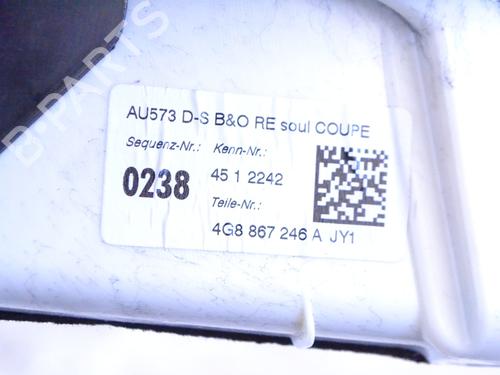 B-PARTS
AU573 D-S B&O RE soul COUPE
Sequenz-Nr.: Kenn-Nr.:
0238 45 1 2242
Teile-Nr.:
4G8 867 246 A JY1